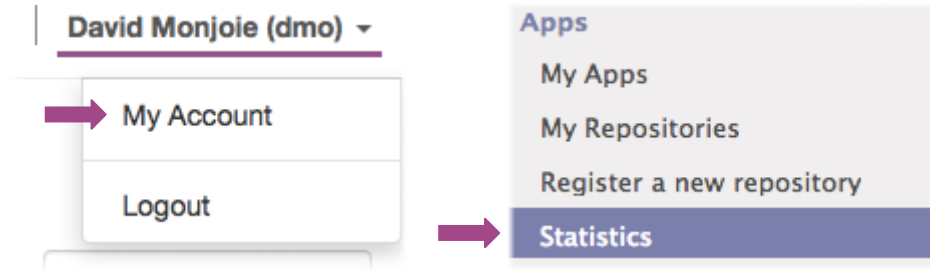 David Monjoie (dmo)
My Account
Logout
Apps
My Apps
My Repositories
Register a new repository
Statistics